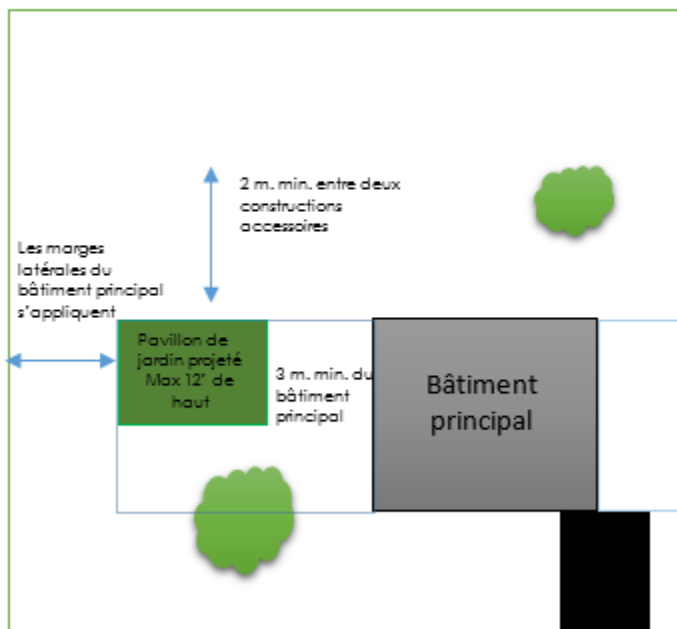 2 m. min. entre deux
constructions
accessoires
Les marges
latérales du
bâtiment principal
s'appliquent
Pavillon de
jardin projeté
Max 12' de
haut
3 m. min. du
bâtiment
principal
Bâtiment
principal